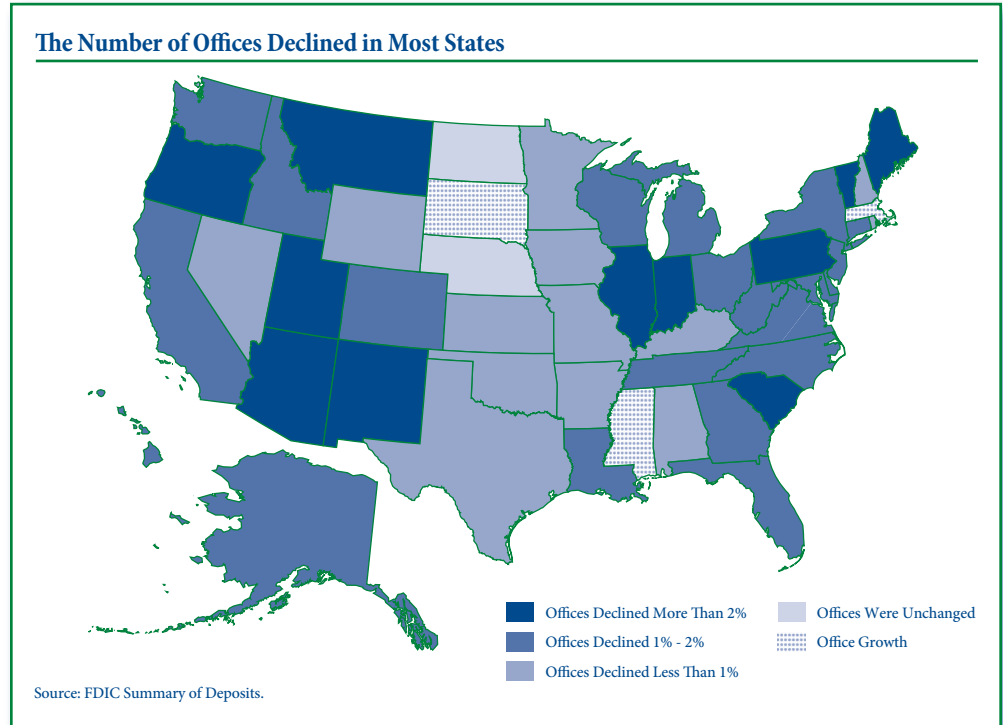 The Number of Offices Declined in Most States
Offices Declined More Than 2%
Offices Declined 1% - 2%
Offices Declined Less Than 1%
Offices Were Unchanged
Office Growth
Source: FDIC Summary of Deposits.